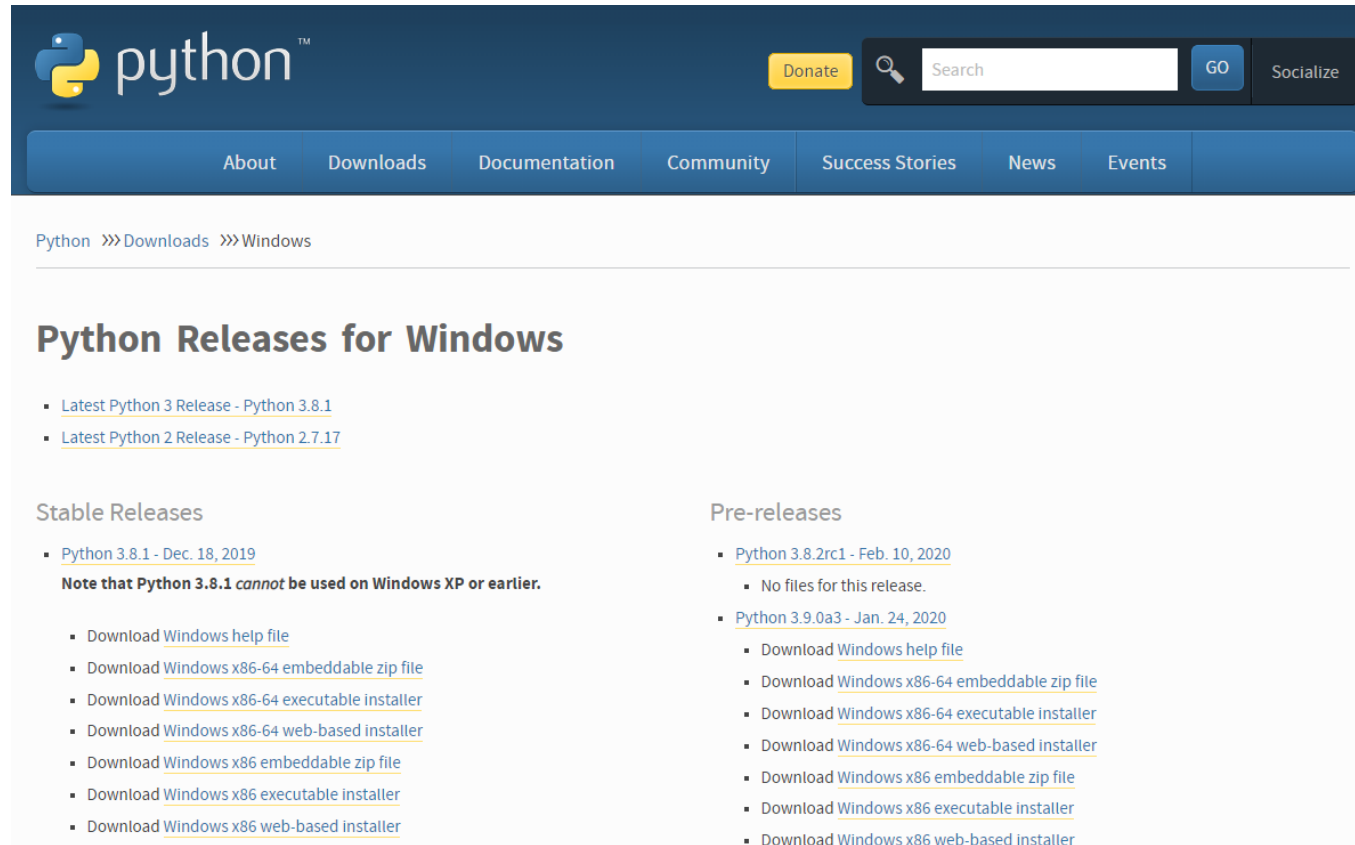 python™
Donate
Search
GO
Socialize
About Downloads Documentation Community Success Stories News Events
Python >>> Downloads >>> Windows
Python Releases for Windows
Latest Python 3 Release - Python 3.8.1
Latest Python 2 Release - Python 2.7.17
Stable Releases
Python 3.8.1 - Dec. 18, 2019
Note that Python 3.8.1 cannot be used on Windows XP or earlier.
Download Windows help file
Download Windows x86-64 embeddable zip file
Download Windows x86-64 executable installer
Download Windows x86-64 web-based installer
Download Windows x86 embeddable zip file
Download Windows x86 executable installer
Download Windows x86 web-based installer
Pre-releases
Python 3.8.2rc1 - Feb. 10, 2020
No files for this release.
Python 3.9.0a3 - Jan. 24, 2020
Download Windows help file
Download Windows x86-64 embeddable zip file
Download Windows x86-64 executable installer
Download Windows x86-64 web-based installer
Download Windows x86 embeddable zip file
Download Windows x86 executable installer
Download Windows x86 web-based installer